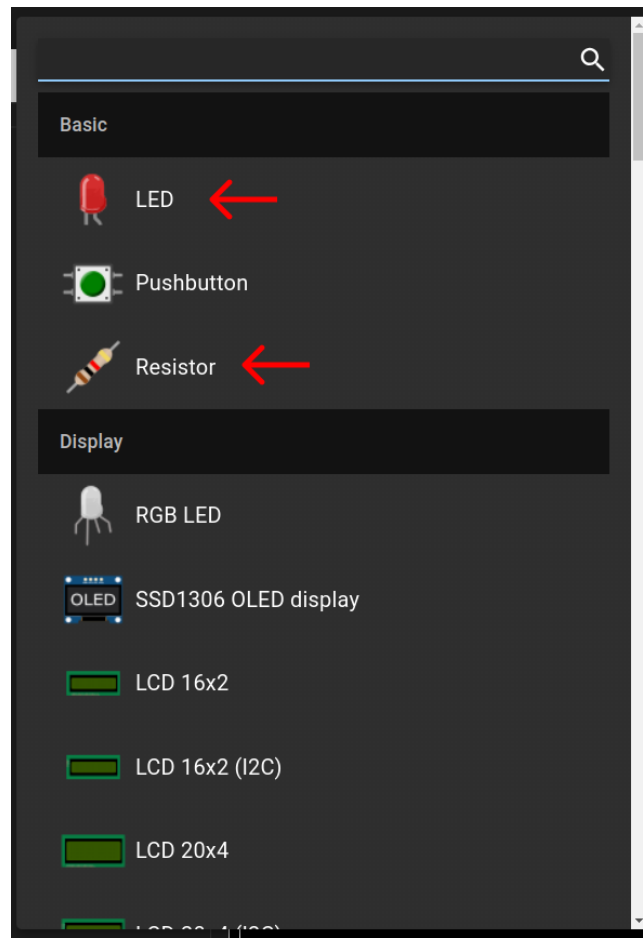 Basic
LED
Pushbutton
Resistor
Display
RGB LED
OLED SSD1306 OLED display
LCD 16x2
LCD 16x2 (I2C)
LCD 20x4